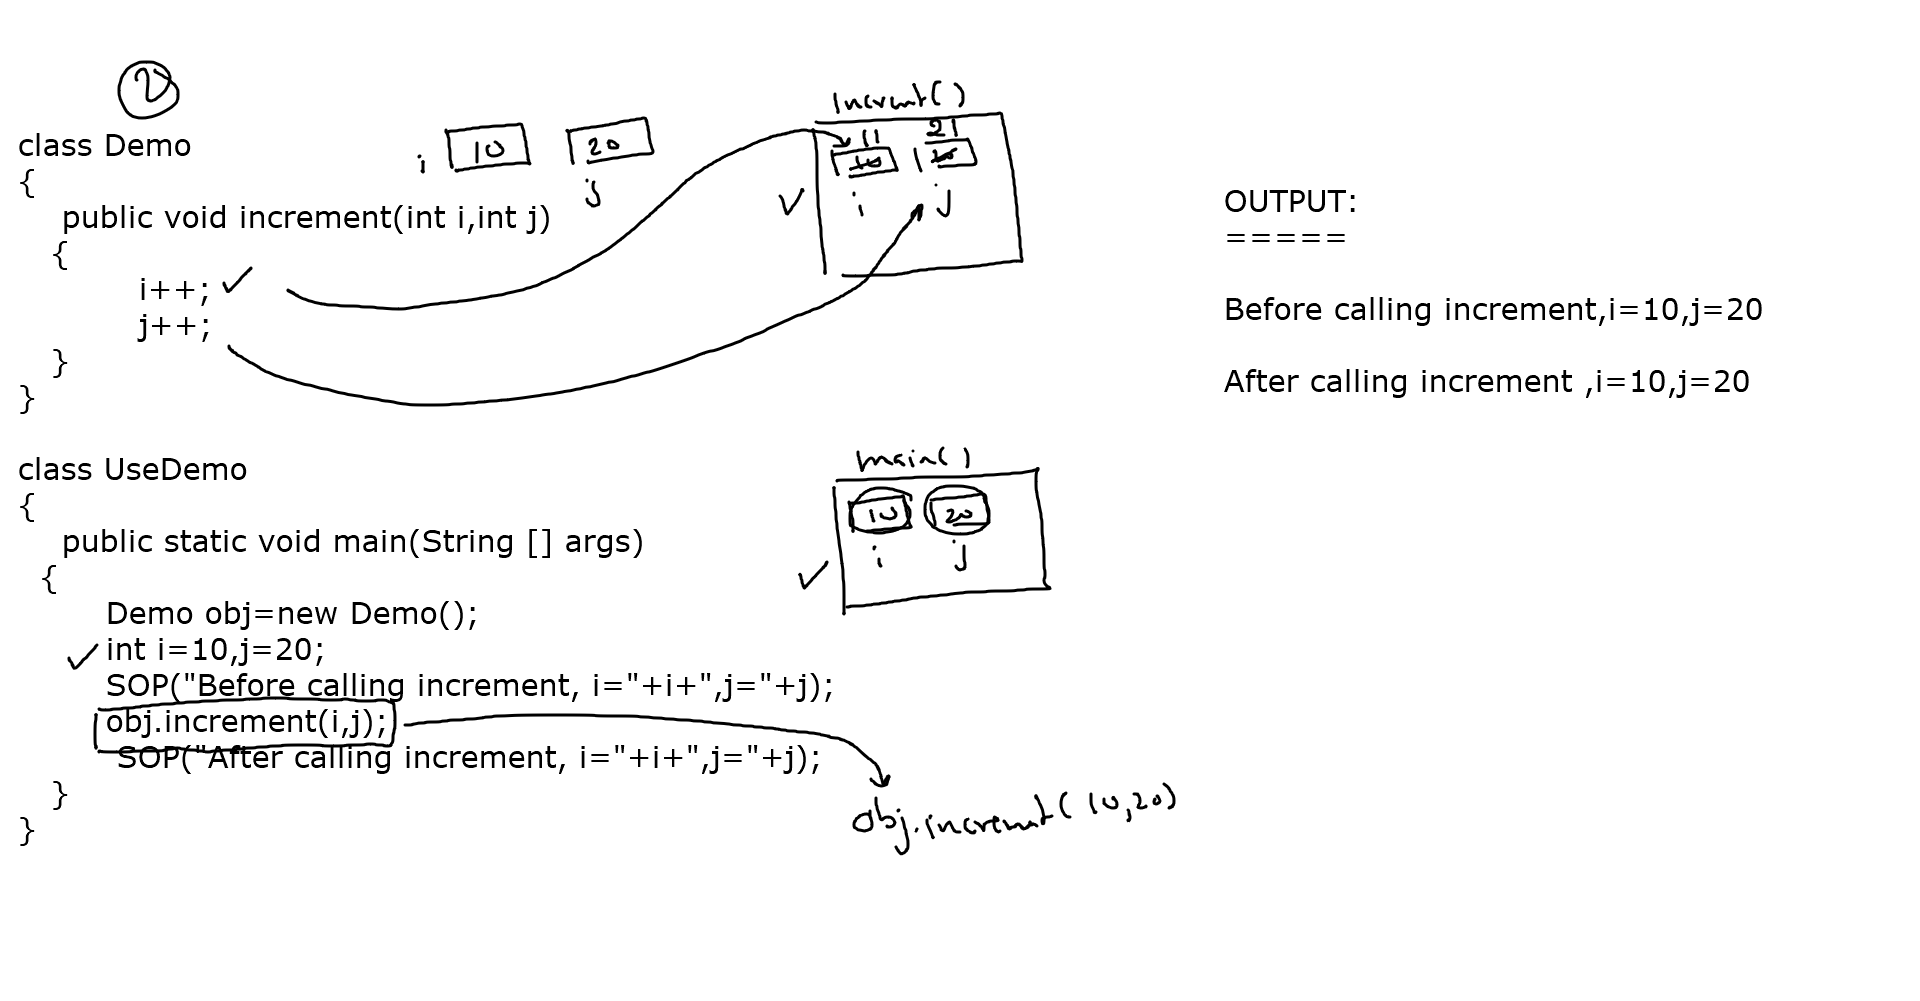 2
class Demo
{
public void increment(int i,int j)
{
i++;
j++;
}
}
i 10 20
j
Incremt()
11 21
10 20
i j
OUTPUT:
=====
Before calling increment,i=10,j=20
After calling increment ,i=10,j=20
class UseDemo
{
public static void main(String [] args)
{
Demo obj=new Demo();
int i=10,j=20;
SOP("Before calling increment, i="+i+",j="+j);
obj.increment(i,j);
SOP("After calling increment, i="+i+",j="+j);
}
}
main()
10 20
i j
obj.increment(10,20)